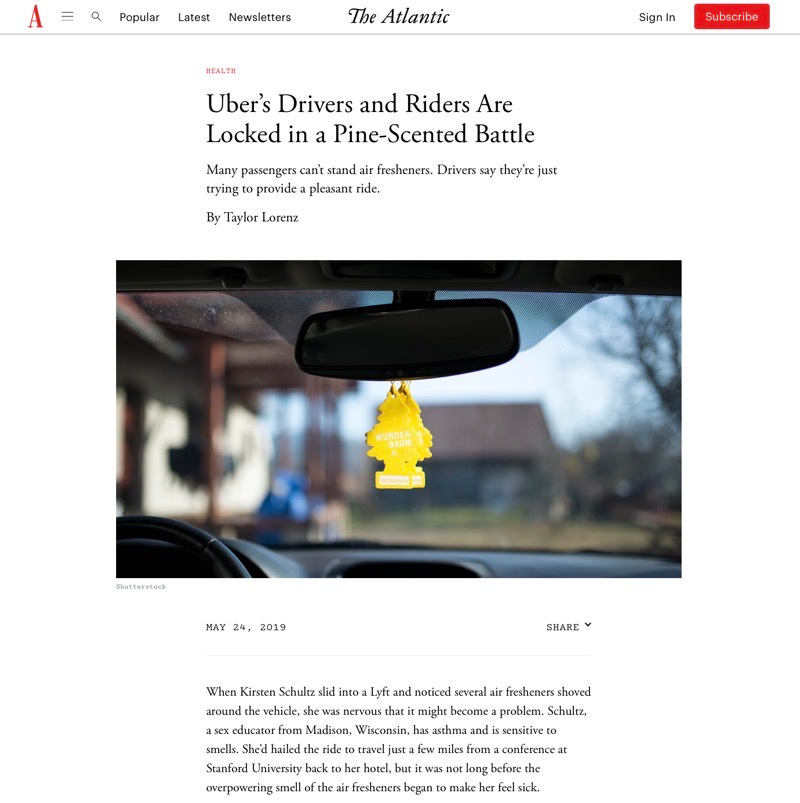 A
Popular
Latest
Newsletters
The Atlantic
Sign In
Subscribe
HEALTH
Uber’s Drivers and Riders Are
Locked in a Pine-Scented Battle
Many passengers can’t stand air fresheners. Drivers say they’re just
trying to provide a pleasant ride.
By Taylor Lorenz
WUNDER-
BAUM
Shutterstock
MAY 24, 2019
SHARE
When Kirsten Schultz slid into a Lyft and noticed several air fresheners shoved
around the vehicle, she was nervous that it might become a problem. Schultz,
a sex educator from Madison, Wisconsin, has asthma and is sensitive to
smells. She’d hailed the ride to travel just a few miles from a conference at
Stanford University back to her hotel, but it was not long before the
overpowering smell of the air fresheners began to make her feel sick.